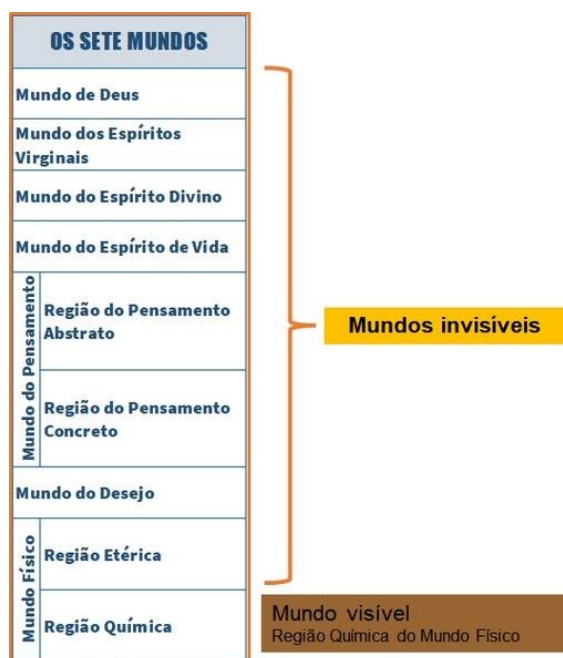 OS SETE MUNDOS
Mundo de Deus
Mundo dos Espíritos
Virginais
Mundo do Espírito Divino
Mundo do Espírito de Vida
Mundo do Pensamento
Região do Pensamento
Abstrato
Região do Pensamento
Concreto
Mundo do Desejo
Mundo Físico
Região Etérica
Região Química
Mundos invisíveis
Mundo visível
Região Química do Mundo Físico